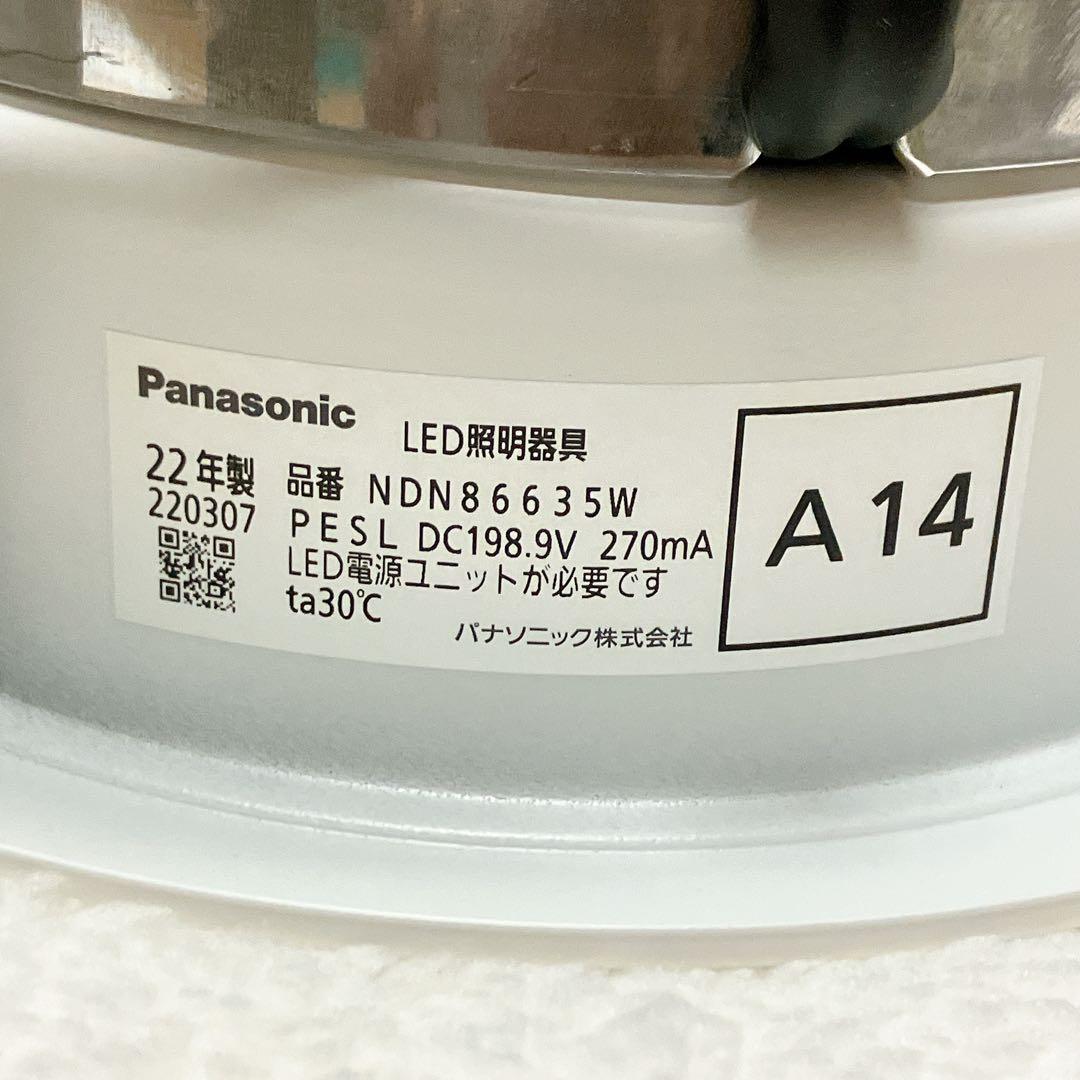 Panasonic
LED照明器具
22年製 品番 NDN86635W
220307 PESL DC198.9V 270mA
LED電源ユニットが必要です
ta30℃
パナソニック株式会社
A14